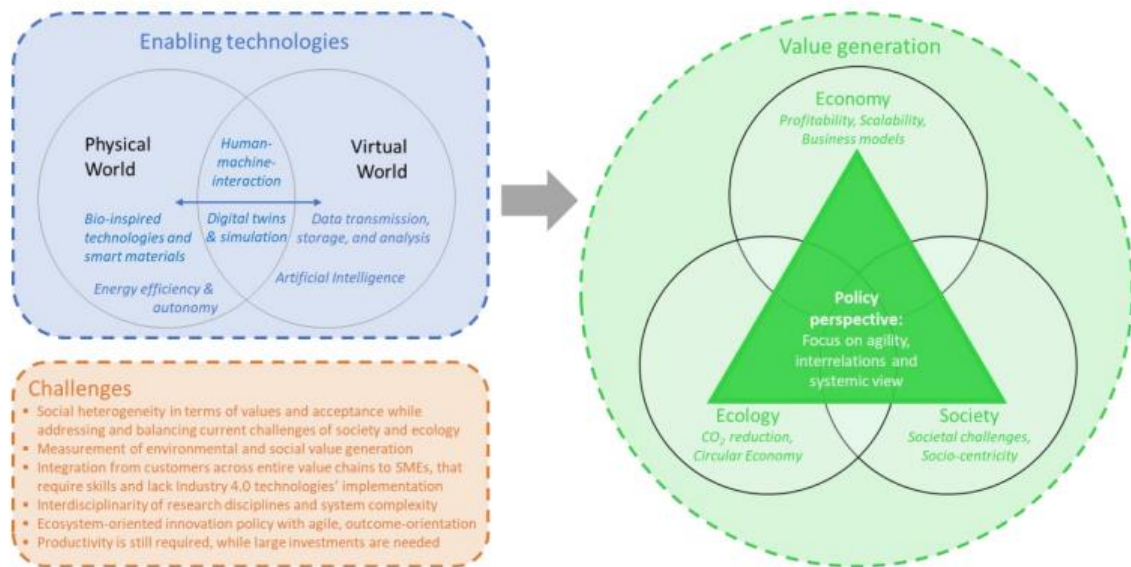 Enabling technologies
Physical
World
Human-
machine-
interaction
Virtual
World
Bio-inspired
technologies and
smart materials
Digital twins
& simulation
Data transmission,
storage, and analysis
Energy efficiency &
autonomy
Artificial Intelligence
Challenges
▪ Social heterogeneity in terms of values and acceptance while
addressing and balancing current challenges of society and ecology
▪ Measurement of environmental and social value generation
▪ Integration from customers across entire value chains to SMEs, that
require skills and lack Industry 4.0 technologies’ implementation
▪ Interdisciplinarity of research disciplines and system complexity
▪ Ecosystem-oriented innovation policy with agile, outcome-orientation
▪ Productivity is still required, while large investments are needed
Value generation
Economy
Profitability, Scalability,
Business models
Policy
perspective:
Focus on agility,
interrelations and
systemic view
Ecology
CO₂ reduction,
Circular Economy
Society
Societal challenges,
Socio-centricity